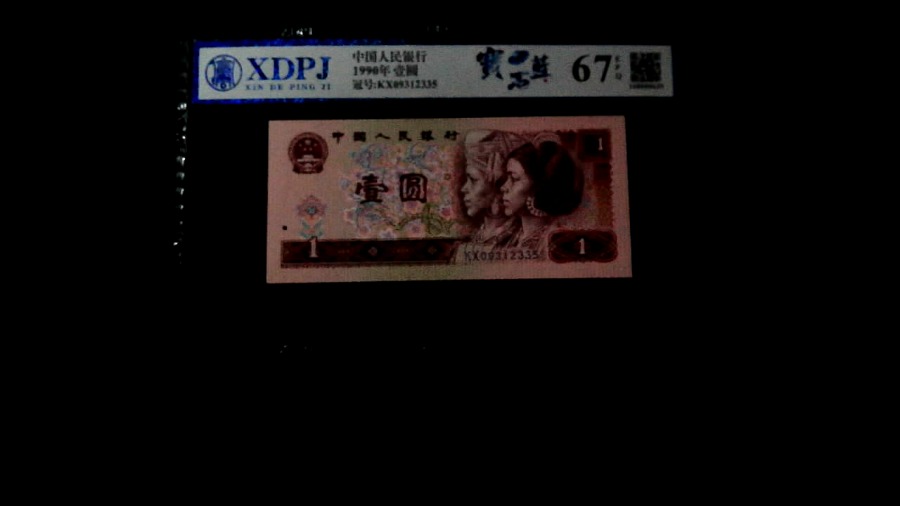 XDPJ
XIN DE PING JI
中国人民银行
1990年 壹圆
冠号:KX09312335
67
EPQ
中国人民银行
壹圆
1
1
1
KX09312335